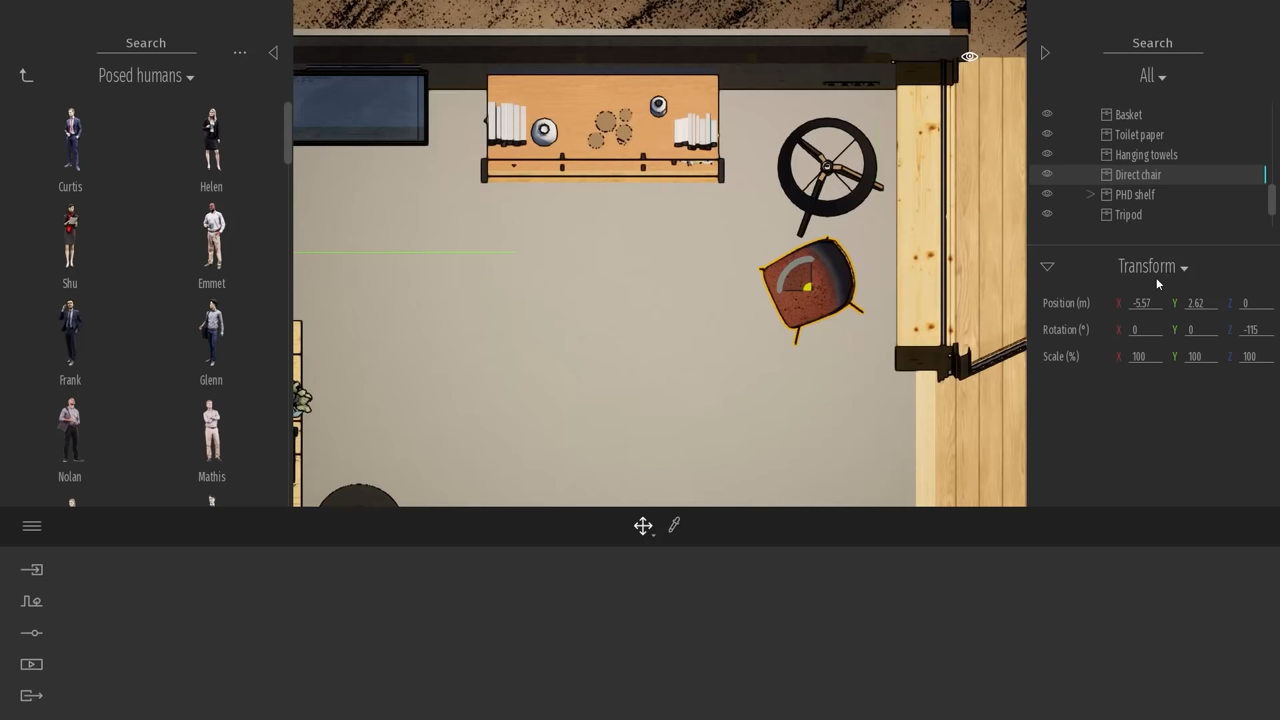 Search
Posed humans
Curtis
Helen
Shu
Emmet
Frank
Glenn
Nolan
Mathis
Search
All
Basket
Toilet paper
Hanging towels
Direct chair
PHD shelf
Tripod
Transform
Position (m) X -5.57 Y 2.62 Z 0
Rotation (°) X 0 Y 0 Z -115
Scale (%) X 100 Y 100 Z 100